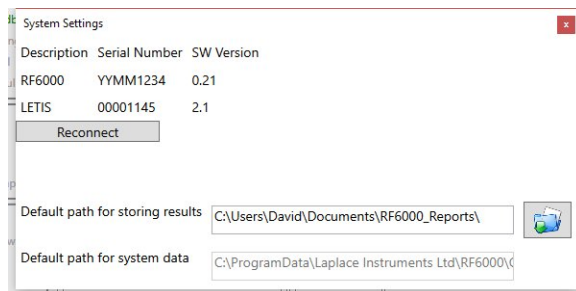 System Settings
x
Description Serial Number SW Version
RF6000 YYMM1234 0.21
LETIS 00001145 2.1
Reconnect
Default path for storing results C:\Users\David\Documents\RF6000_Reports\
Default path for system data C:\ProgramData\Laplace Instruments Ltd\RF6000\